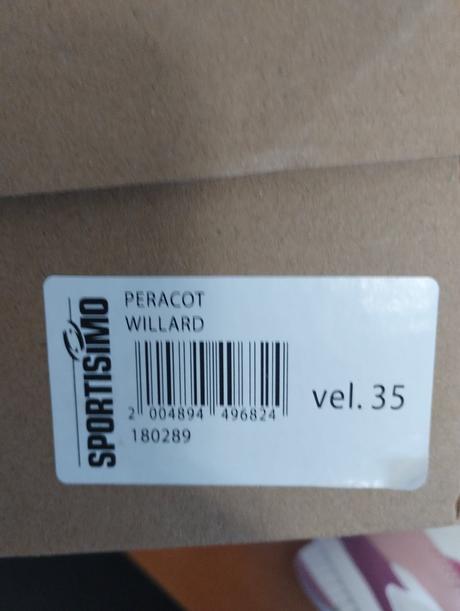 SPORTISIMO
PERACOT
WILLARD
2 004894 496824
180289
vel. 35